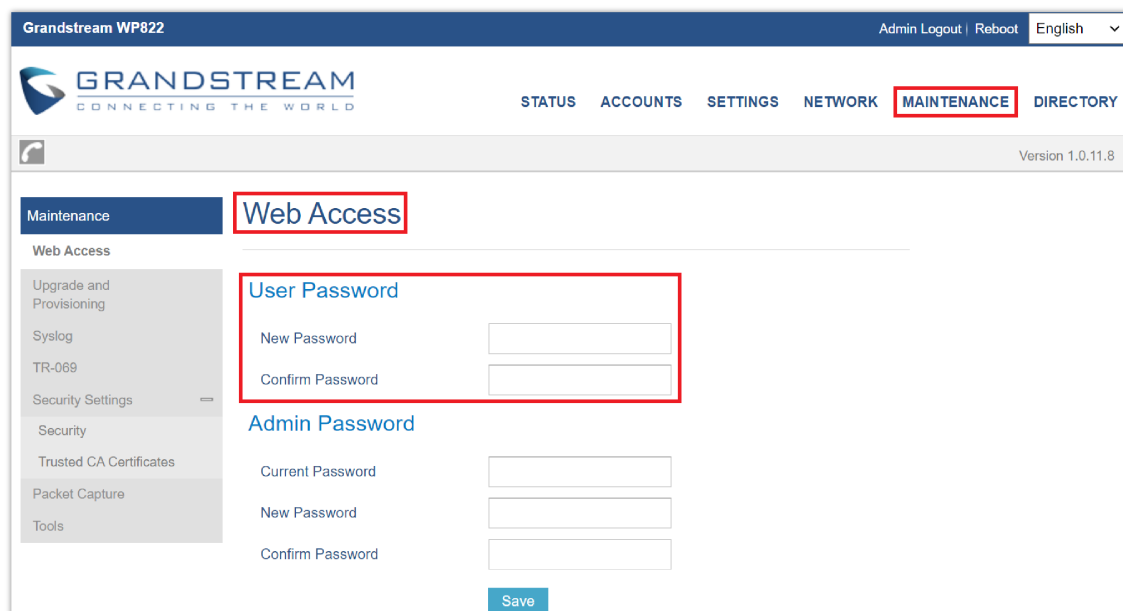 Grandstream WP822
Admin Logout | Reboot English
GRANDSTREAM
CONNECTING THE WORLD
STATUS ACCOUNTS SETTINGS NETWORK MAINTENANCE DIRECTORY
Version 1.0.11.8
Maintenance
Web Access
Upgrade and
Provisioning
Syslog
TR-069
Security Settings
Security
Trusted CA Certificates
Packet Capture
Tools
Web Access
User Password
New Password
Confirm Password
Admin Password
Current Password
New Password
Confirm Password
Save